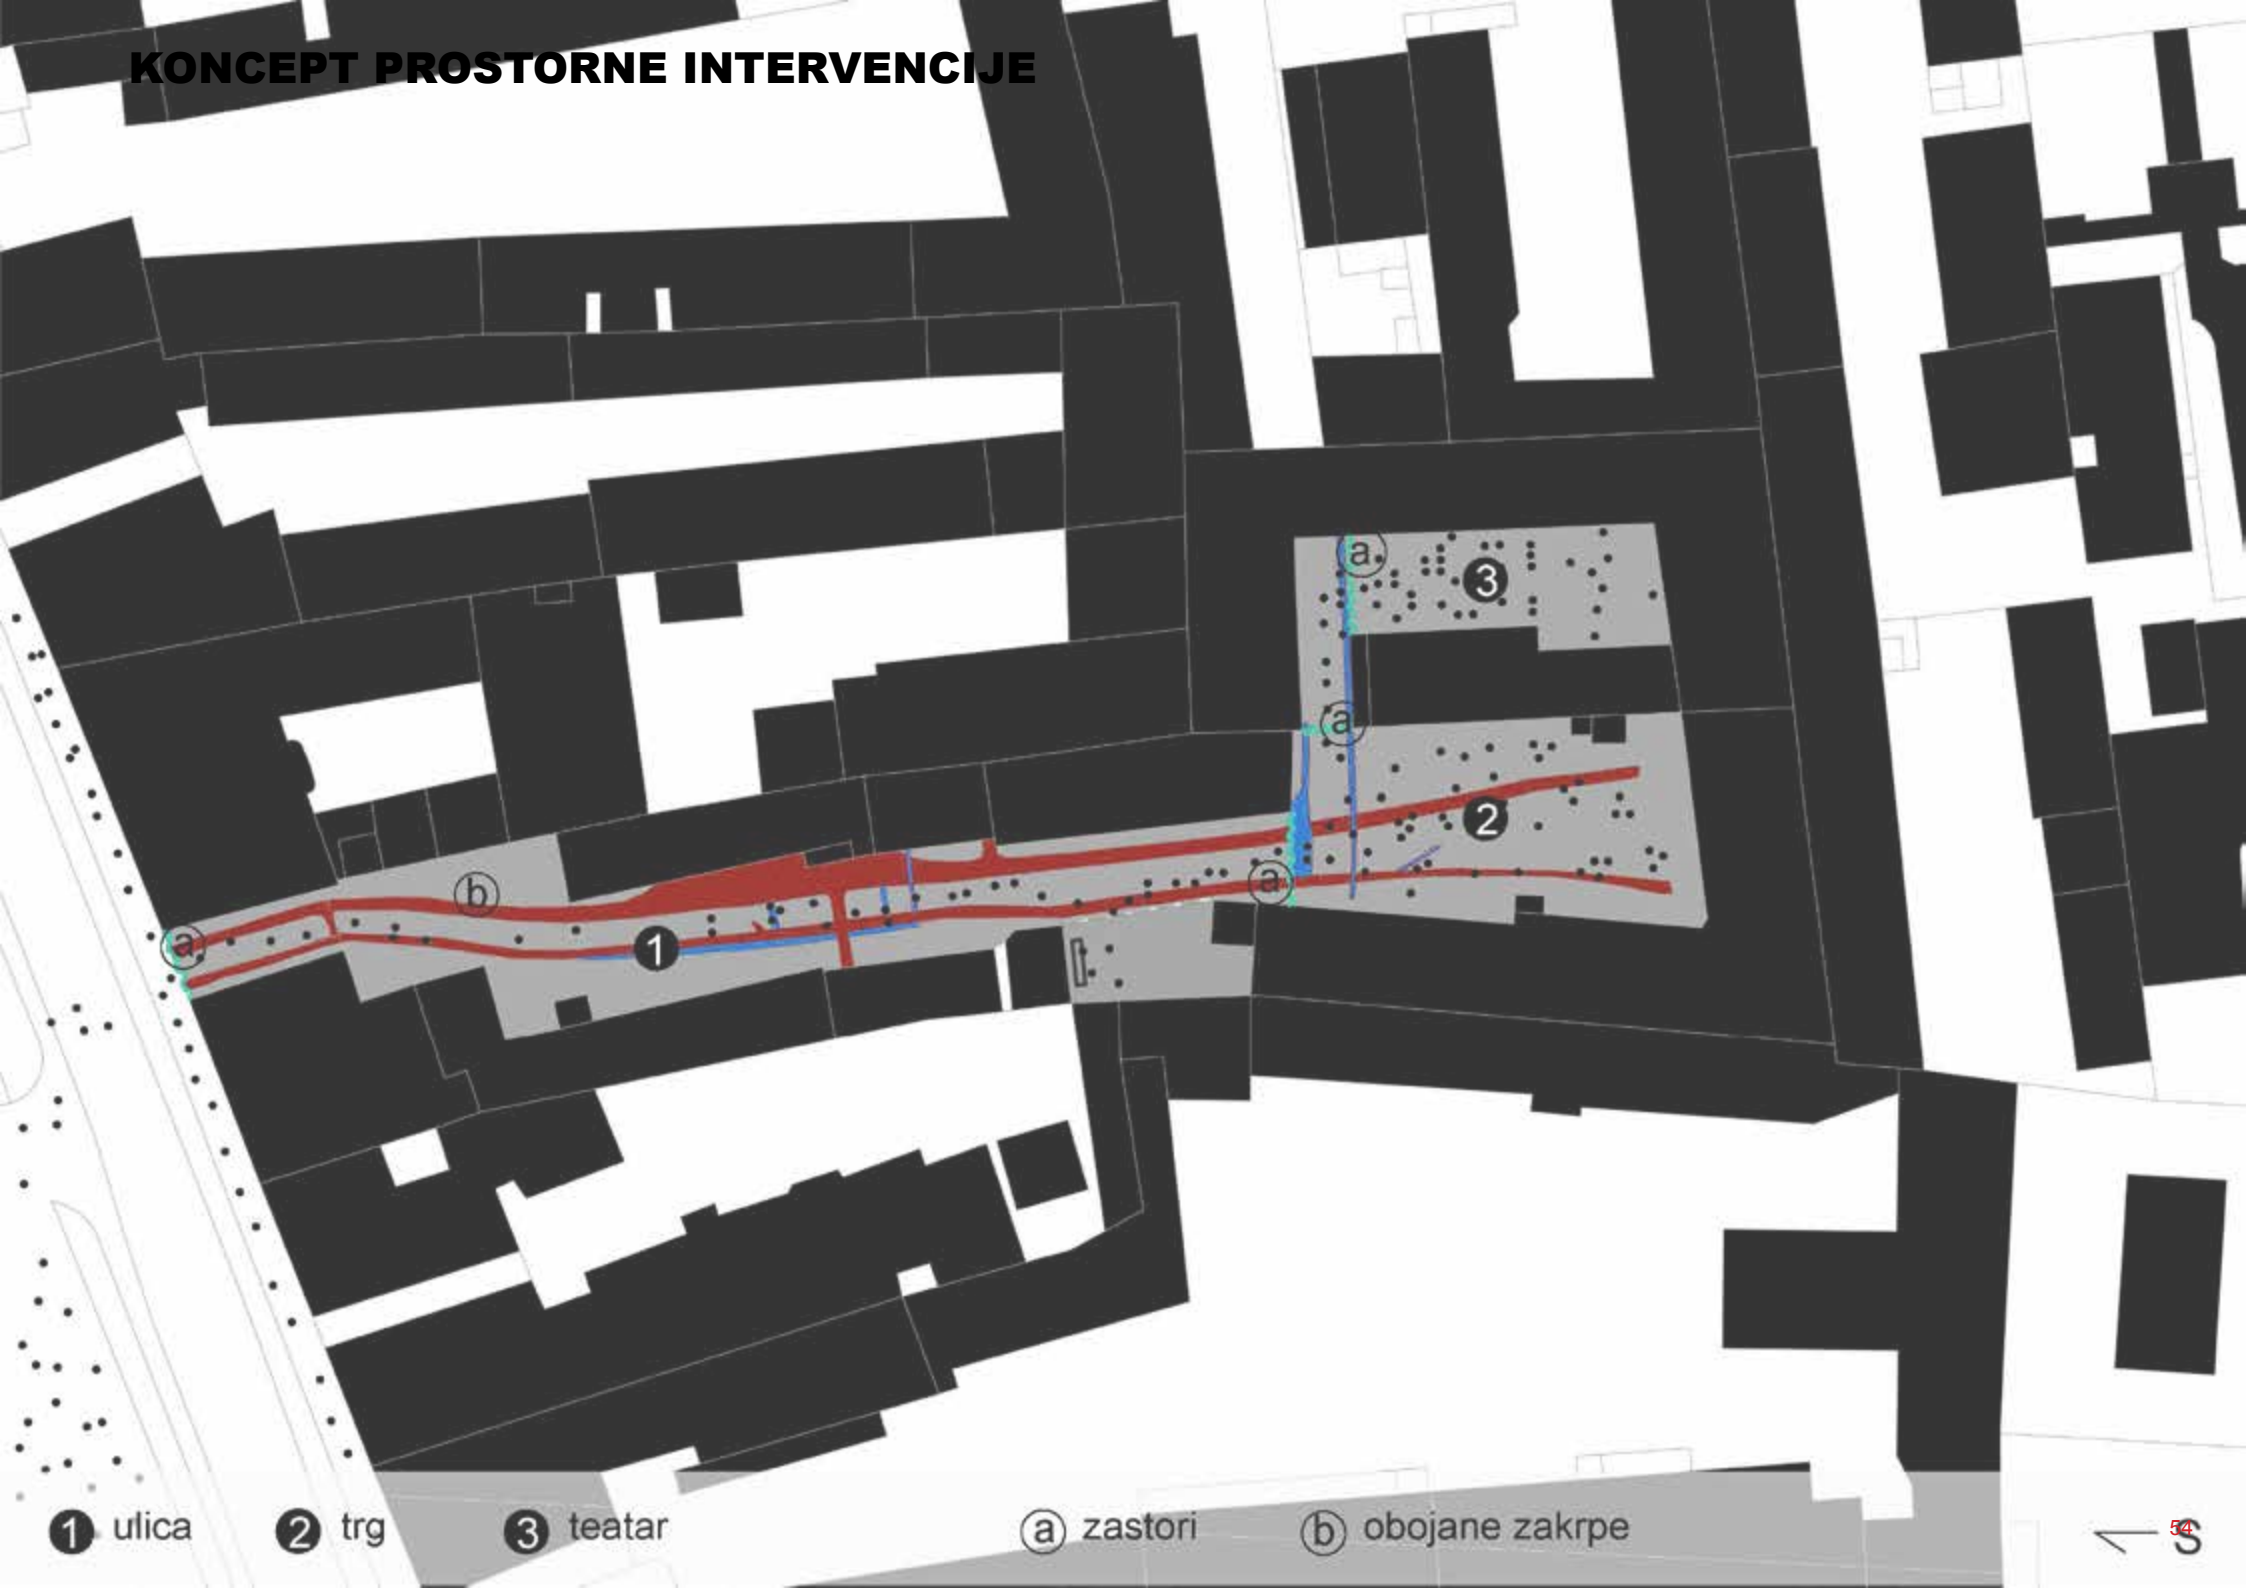 KONCEPT PROSTORNE INTERVENCIJE
a
3
a
2
b
a
a
1
1 ulica 2 trg 3 teatar a zastori b obojane zakrpe S
54